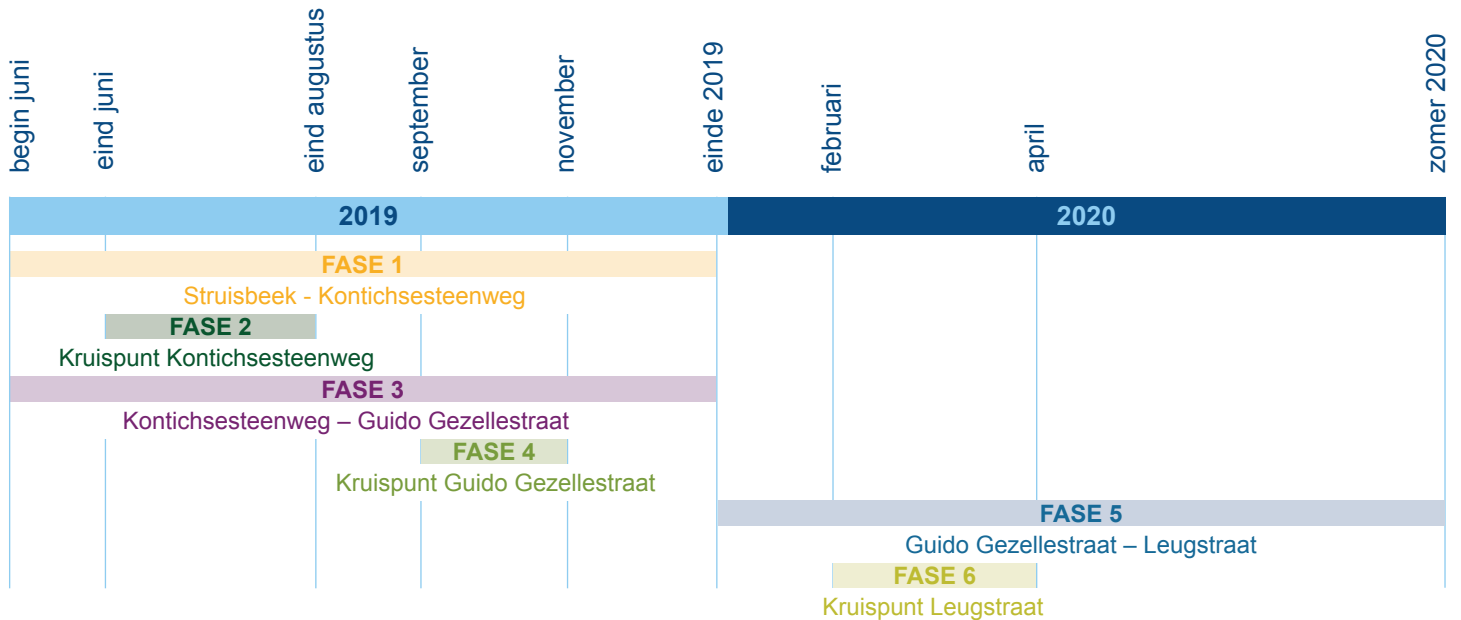 begin juni
eind juni
eind augustus
september
november
einde 2019
februari
april
zomer 2020
2019
2020
FASE 1
Struisbeek - Kontichsesteenweg
FASE 2
Kruispunt Kontichsesteenweg
FASE 3
Kontichsesteenweg – Guido Gezellestraat
FASE 4
Kruispunt Guido Gezellestraat
FASE 5
Guido Gezellestraat – Leugstraat
FASE 6
Kruispunt Leugstraat